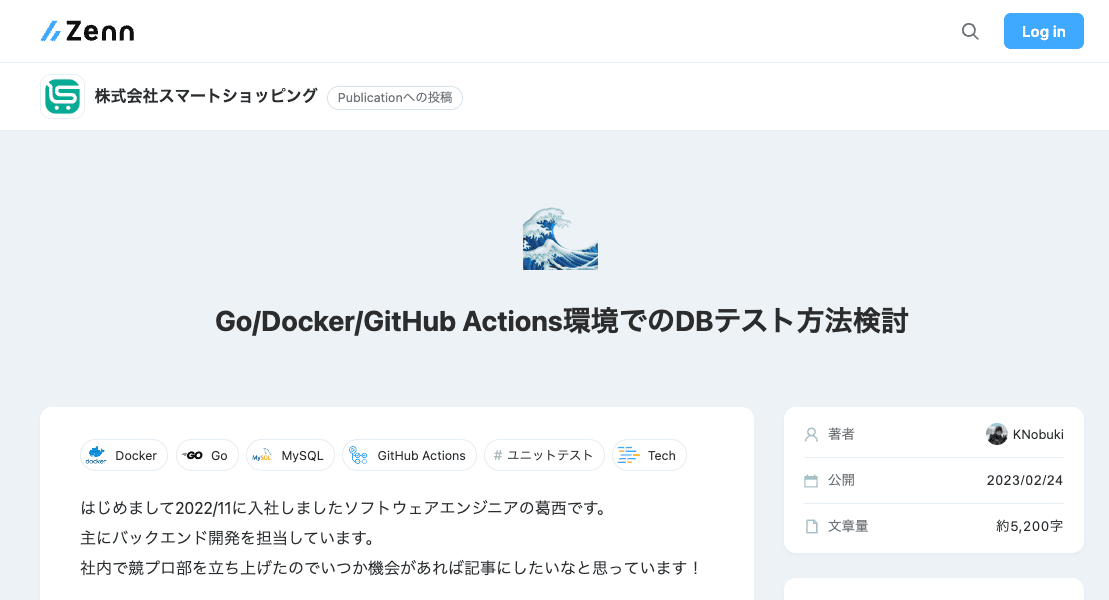 Zenn
Log in
株式会社スマートショッピング
Publicationへの投稿
Go/Docker/GitHub Actions環境でのDBテスト方法検討
docker Docker
GO Go
MySQL MySQL
GitHub Actions
# ユニットテスト
Tech
はじめまして2022/11に入社しましたソフトウェアエンジニアの葛西です。
主にバックエンド開発を担当しています。
社内で競プロ部を立ち上げたのでいつか機会があれば記事にしたいなと思っています！
著者 KNobuki
公開 2023/02/24
文章量 約5,200字